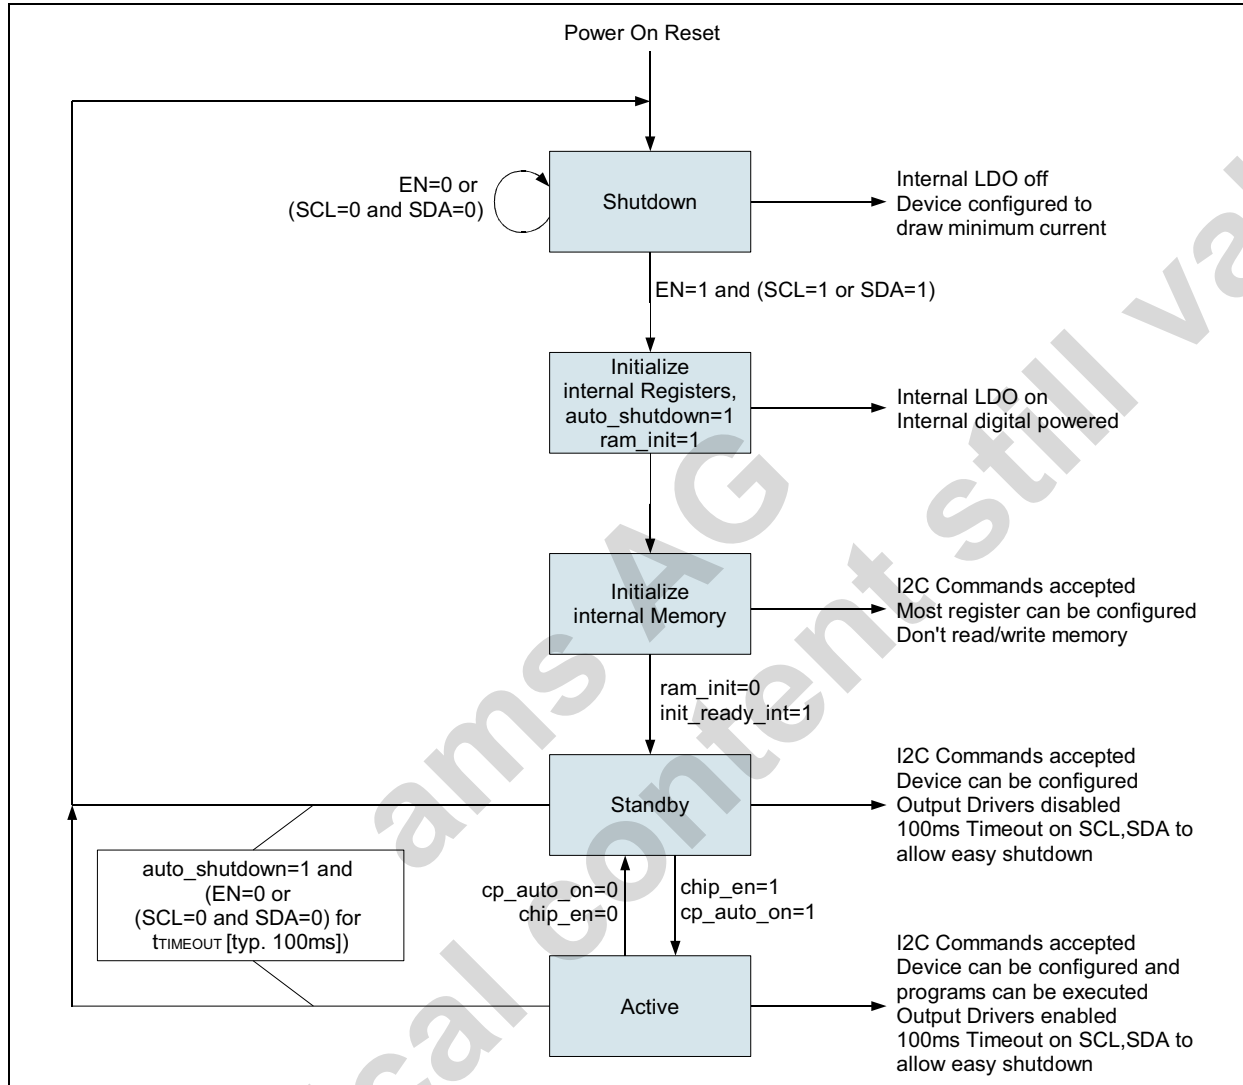 Power On Reset
EN=0 or
(SCL=0 and SDA=0)
Shutdown
Internal LDO off
Device configured to
draw minimum current
EN=1 and (SCL=1 or SDA=1)
Initialize
internal Registers,
auto_shutdown=1
ram_init=1
Internal LDO on
Internal digital powered
Initialize
internal Memory
I2C Commands accepted
Most register can be configured
Don't read/write memory
ram_init=0
init_ready_int=1
Standby
I2C Commands accepted
Device can be configured
Output Drivers disabled
100ms Timeout on SCL,SDA to
allow easy shutdown
auto_shutdown=1 and
(EN=0 or
(SCL=0 and SDA=0) for
tTIMEOUT [typ. 100ms])
cp_auto_on=0
chip_en=0
chip_en=1
cp_auto_on=1
Active
I2C Commands accepted
Device can be configured and
programs can be executed
Output Drivers enabled
100ms Timeout on SCL,SDA to
allow easy shutdown
ams AG
content still